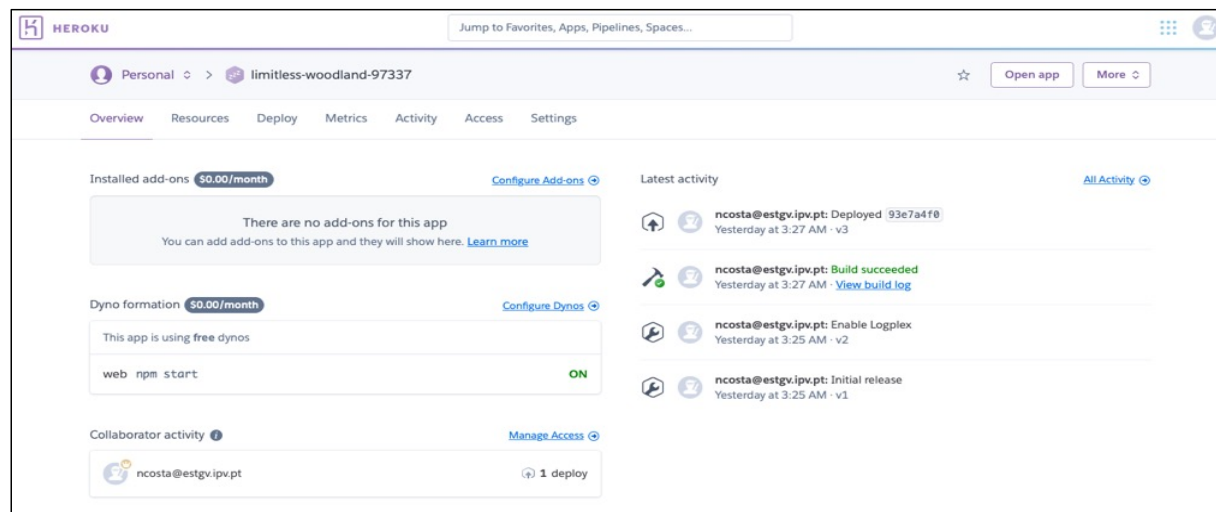 HEROKU
Jump to Favorites, Apps, Pipelines, Spaces...
Personal > limitless-woodland-97337
Open app
More
Overview Resources Deploy Metrics Activity Access Settings
Installed add-ons $0.00/month Configure Add-ons
There are no add-ons for this app
You can add add-ons to this app and they will show here. Learn more
Dyno formation $0.00/month Configure Dynos
This app is using free dynos
web npm start ON
Collaborator activity Manage Access
ncosta@estgv.ipv.pt 1 deploy
Latest activity All Activity
ncosta@estgv.ipv.pt: Deployed 93e7a4f0
Yesterday at 3:27 AM · v3
ncosta@estgv.ipv.pt: Build succeeded
Yesterday at 3:27 AM · View build log
ncosta@estgv.ipv.pt: Enable Logplex
Yesterday at 3:25 AM · v2
ncosta@estgv.ipv.pt: Initial release
Yesterday at 3:25 AM · v1